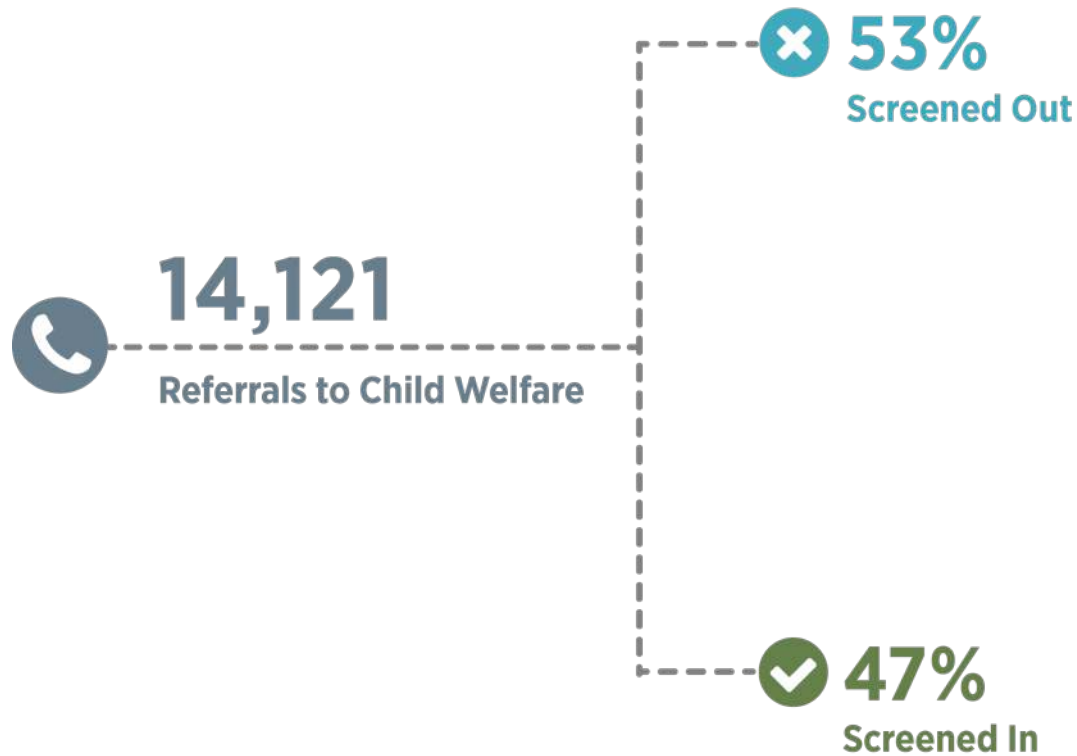 53%
Screened Out
14,121
Referrals to Child Welfare
47%
Screened In